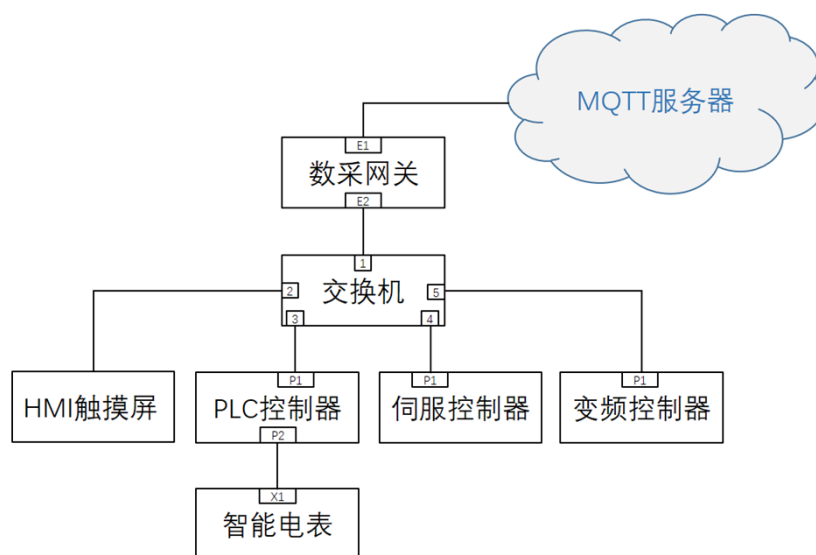 MQTT服务器
E1
数采网关
E2
1
2
交换机
5
3
4
HMI触摸屏
P1
PLC控制器
P2
P1
伺服控制器
P1
变频控制器
X1
智能电表